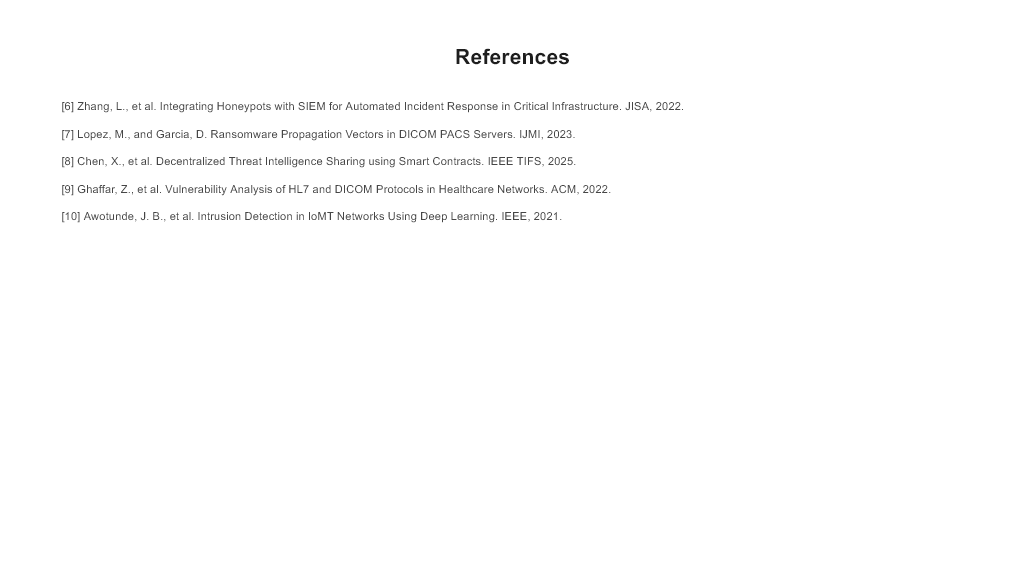 References
[6] Zhang, L., et al. Integrating Honeypots with SIEM for Automated Incident Response in Critical Infrastructure. JISA, 2022.
[7] Lopez, M., and Garcia, D. Ransomware Propagation Vectors in DICOM PACS Servers. IJMI, 2023.
[8] Chen, X., et al. Decentralized Threat Intelligence Sharing using Smart Contracts. IEEE TIFS, 2025.
[9] Ghaffar, Z., et al. Vulnerability Analysis of HL7 and DICOM Protocols in Healthcare Networks. ACM, 2022.
[10] Awotunde, J. B., et al. Intrusion Detection in IoMT Networks Using Deep Learning. IEEE, 2021.